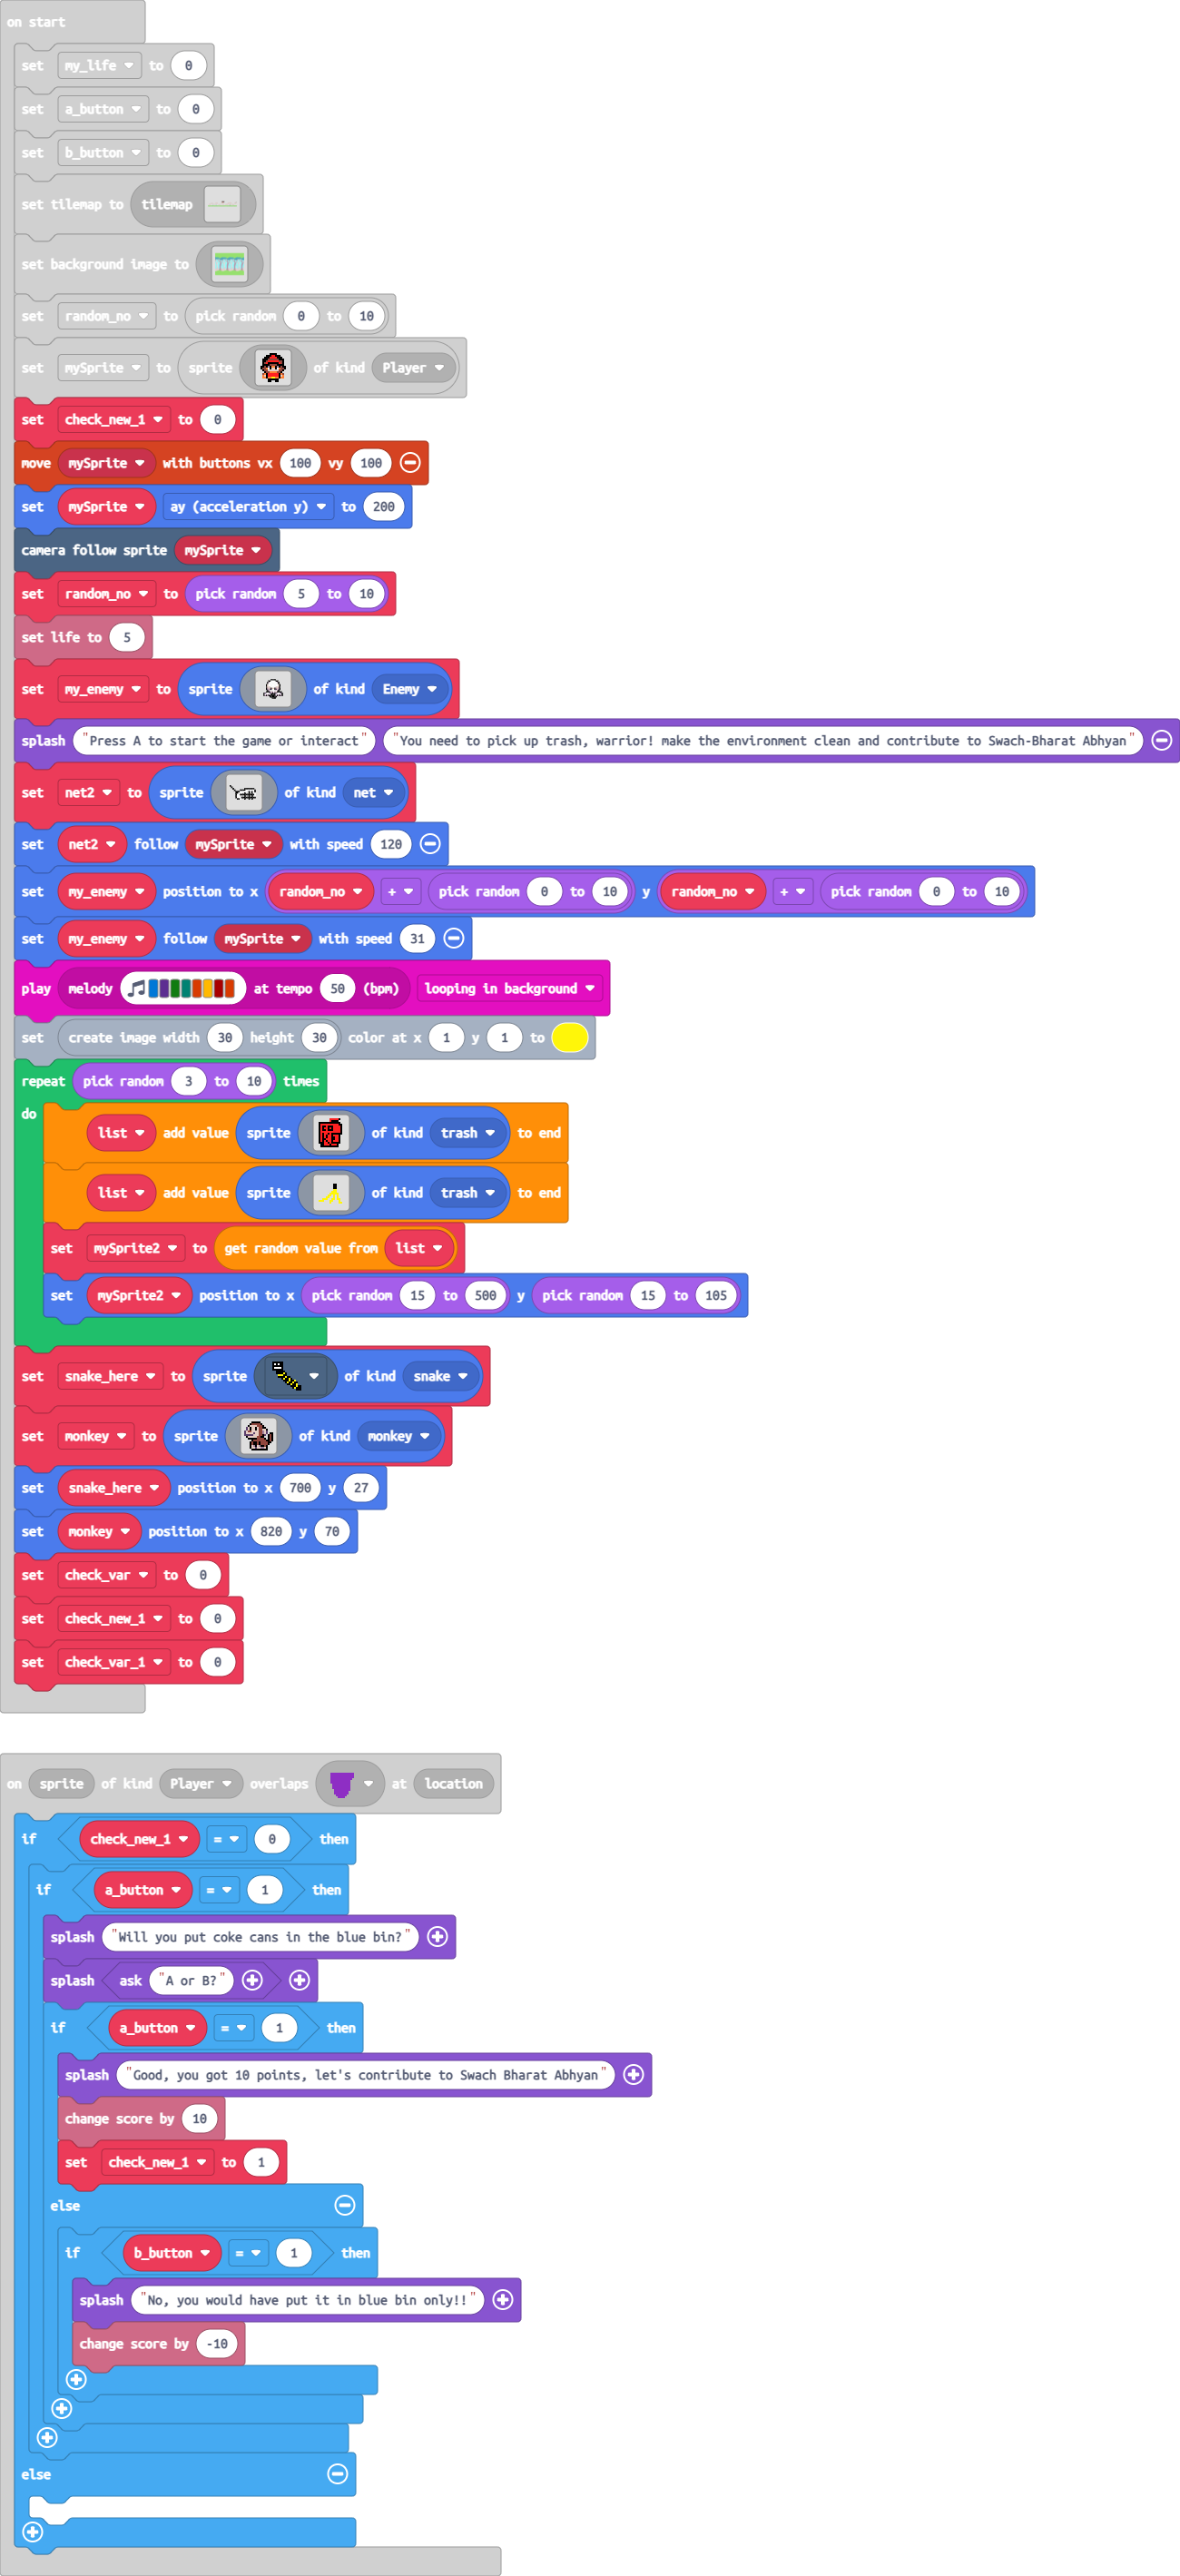 on start
set my_life to 0
set a_button to 0
set b_button to 0
set tilemap to tilemap
set background image to
set random_no to pick random 0 to 10
set mySprite to sprite of kind Player
set check_new_1 to 0
move mySprite with buttons vx 100 vy 100
set mySprite ay (acceleration y) to 200
camera follow sprite mySprite
set random_no to pick random 5 to 10
set life to 5
set my_enemy to sprite of kind Enemy
splash "Press A to start the game or interact" "You need to pick up trash, warrior! make the environment clean and contribute to Swach-Bharat Abhyan"
set net2 to sprite of kind net
set net2 follow mySprite with speed 120
set my_enemy position to x random_no + pick random 0 to 10 y random_no + pick random 0 to 10
set my_enemy follow mySprite with speed 31
play melody at tempo 50 (bpm) looping in background
set create image width 30 height 30 color at x 1 y 1 to
repeat pick random 3 to 10 times
do
list add value sprite of kind trash to end
list add value sprite of kind trash to end
set mySprite2 to get random value from list
set mySprite2 position to x pick random 15 to 500 y pick random 15 to 105
set snake_here to sprite of kind snake
set monkey to sprite of kind monkey
set snake_here position to x 700 y 27
set monkey position to x 820 y 70
set check_var to 0
set check_new_1 to 0
set check_var_1 to 0
on sprite of kind Player overlaps at location
if check_new_1 = 0 then
if a_button = 1 then
splash "Will you put coke cans in the blue bin?"
splash ask "A or B?"
if a_button = 1 then
splash "Good, you got 10 points, let's contribute to Swach Bharat Abhyan"
change score by 10
set check_new_1 to 1
else
if b_button = 1 then
splash "No, you would have put it in blue bin only!!"
change score by -10
else